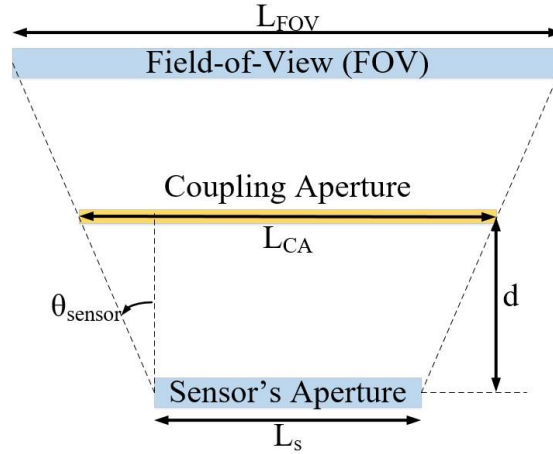 L_FOV
Field-of-View (FOV)
Coupling Aperture
L_CA
θ_sensor
d
Sensor's Aperture
L_s